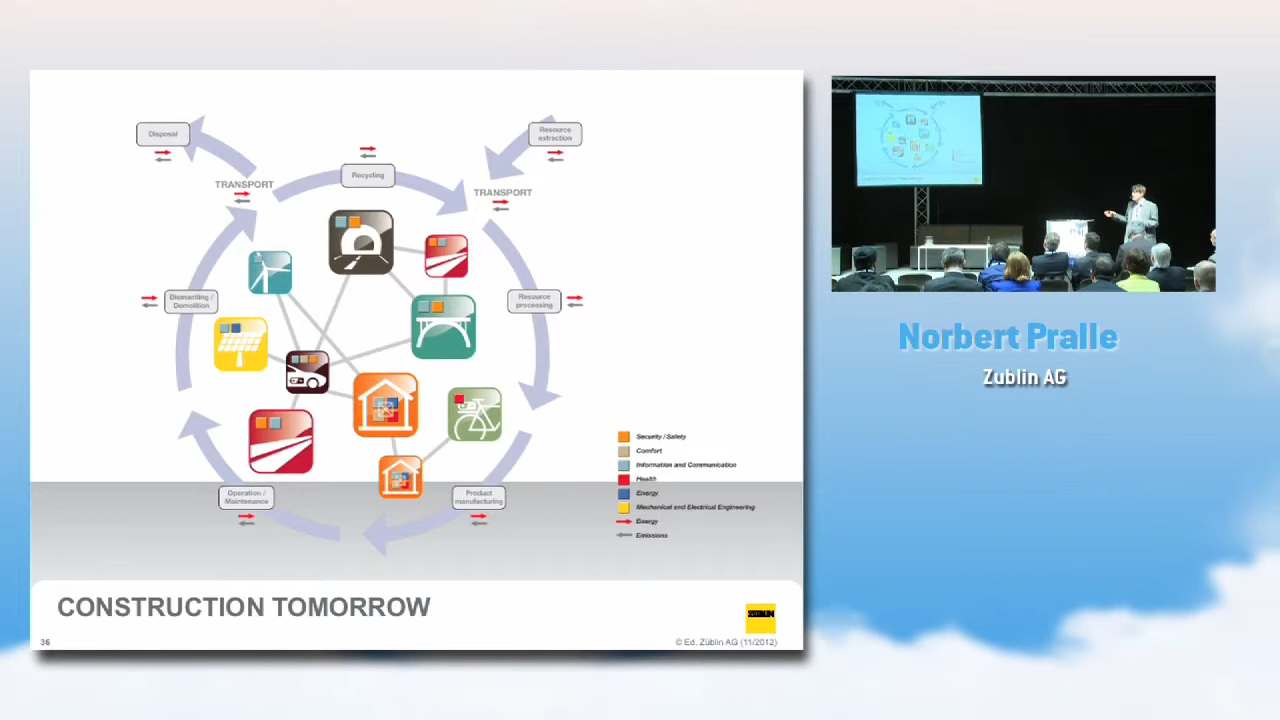 Disposal
Resource
extraction
Recycling
TRANSPORT
TRANSPORT
Dismantling /
Demolition
Resource
processing
Operation /
Maintenance
Product
manufacturing
Security / Safety
Comfort
Information and Communication
Health
Energy
Mechanical and Electrical Engineering
Energy
Emissions
CONSTRUCTION TOMORROW
ZÜBLIN
36
© Ed. Züblin AG (11/2012)
Norbert Pralle
Zublin AG